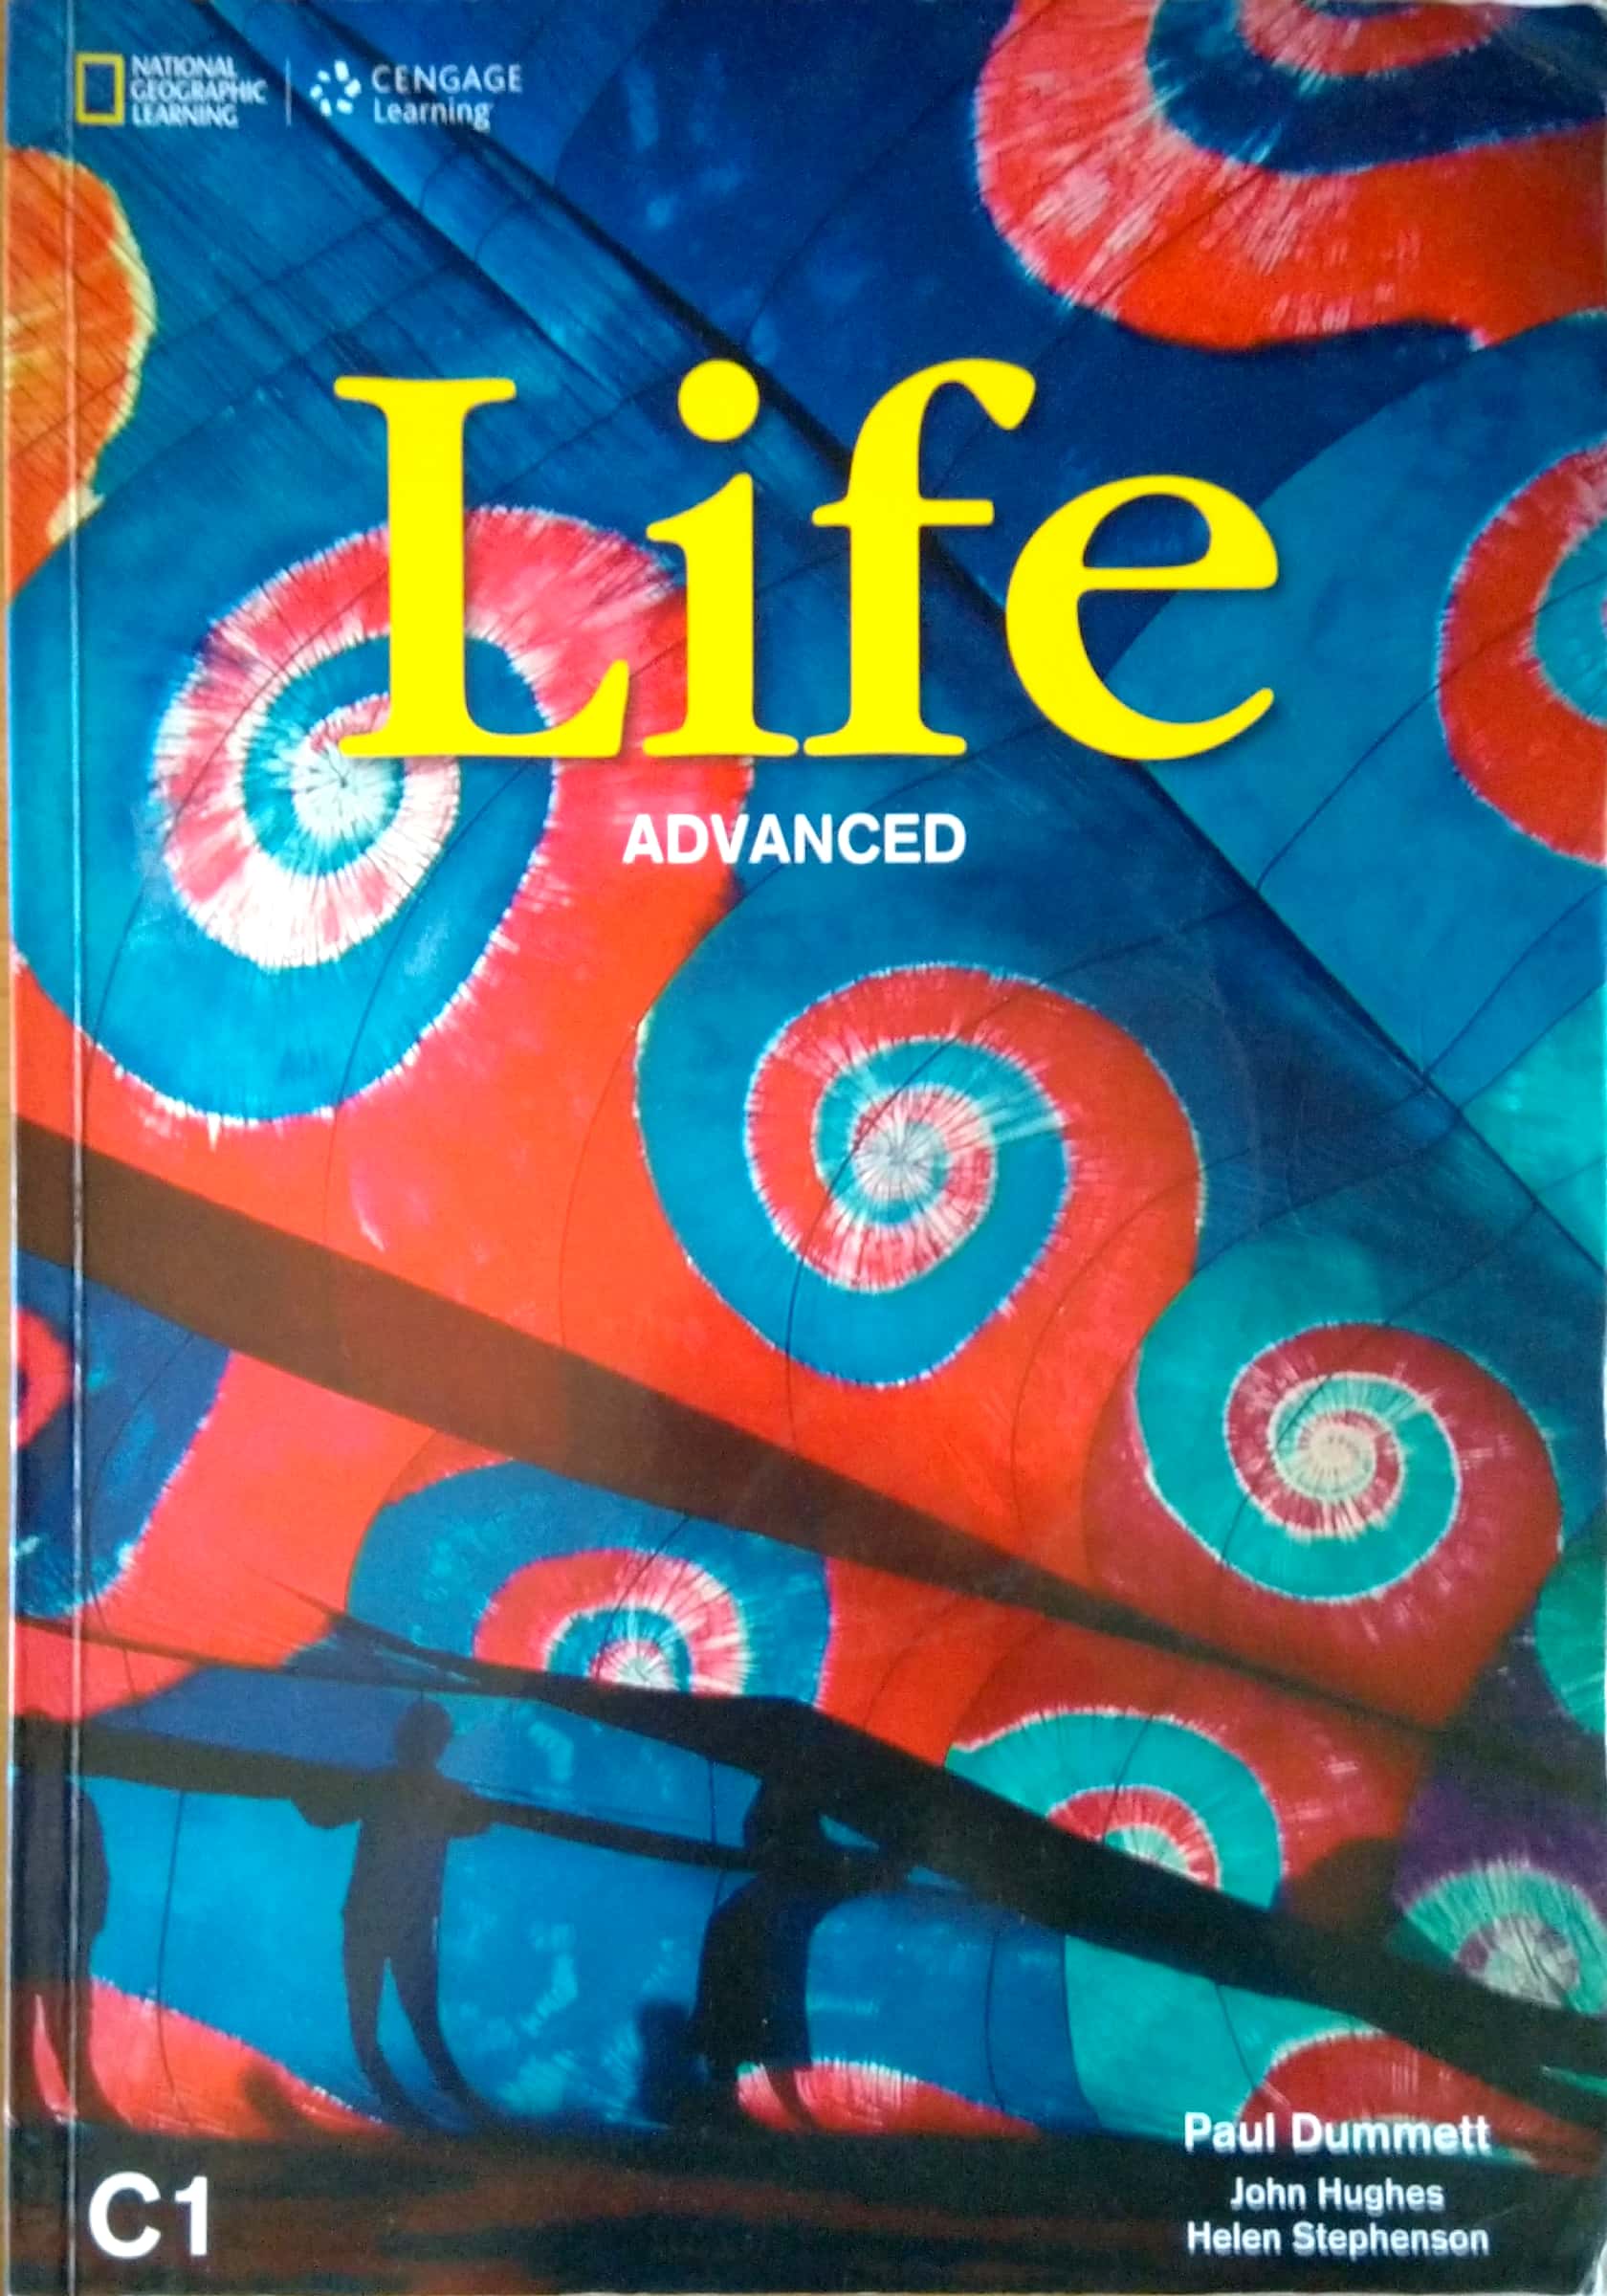 NATIONAL
GEOGRAPHIC
LEARNING
CENGAGE
Learning
Life
ADVANCED
Paul Dummett
John Hughes
Helen Stephenson
C1